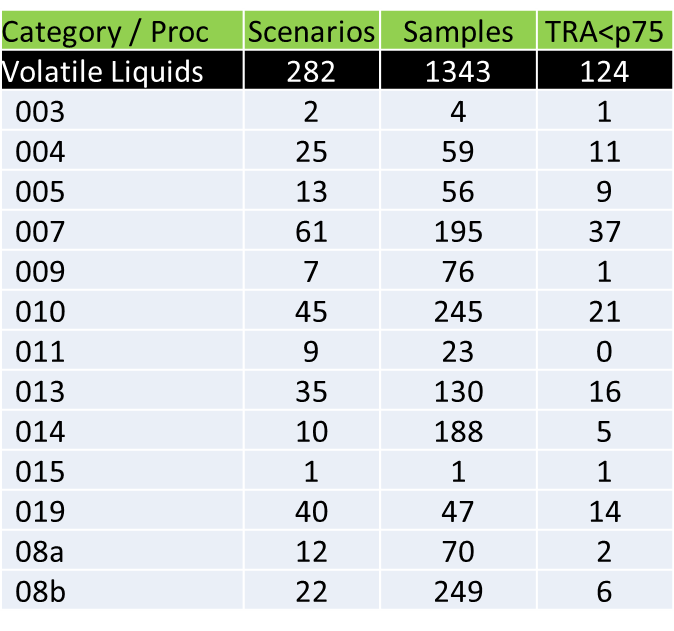 Category / Proc Scenarios Samples TRA<p75
Volatile Liquids 282 1343 124
003 2 4 1
004 25 59 11
005 13 56 9
007 61 195 37
009 7 76 1
010 45 245 21
011 9 23 0
013 35 130 16
014 10 188 5
015 1 1 1
019 40 47 14
08a 12 70 2
08b 22 249 6